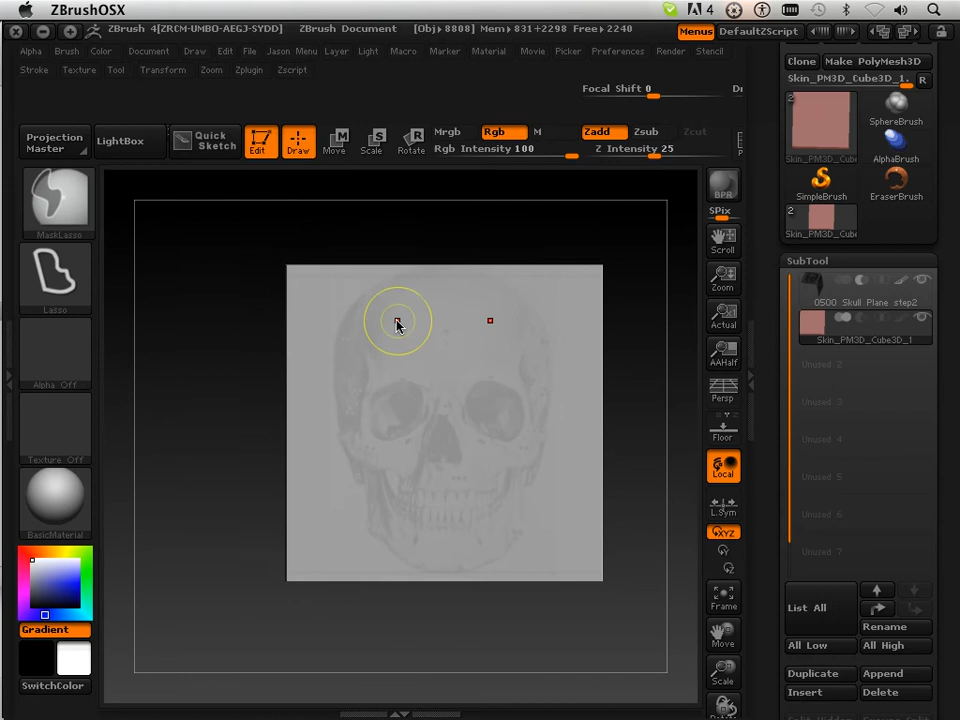 ZBrushOSX
4
ZBrush 4[ZRCM-UMBO-AEGJ-SYDD]
ZBrush Document
[Obj+ 8808] Mem+831+2298 Free+2240
Menus
DefaultZScript
Alpha Brush Color Document Draw Edit File Jason Menu Layer Light Macro Marker Material Movie Picker Preferences Render Stencil
Stroke Texture Tool Transform Zoom Zplugin Zscript
Focal Shift 0
Dr
Projection Master
LightBox
Quick Sketch
Edit
Draw
Move
Scale
Rotate
Mrgb
Rgb
M
Rgb Intensity 100
Zadd
Zsub
Zcut
Z Intensity 25
MaskLasso
Lasso
Alpha Off
Texture Off
BasicMaterial
Gradient
SwitchColor
BPR
SPix
Scroll
Zoom
Actual
AAHalf
Persp
Floor
Local
L.Sym
XYZ
Frame
Move
Scale
Rotate
Clone
Make PolyMesh3D
Skin_PM3D_Cube3D_1.
R
2
Skin_PM3D_Cube
SphereBrush
AlphaBrush
SimpleBrush
EraserBrush
2
Skin_PM3D_Cube
SubTool
0500_Skull_Plane_step2
Skin_PM3D_Cube3D_1
Unused 2
Unused 3
Unused 4
Unused 5
Unused 6
Unused 7
List All
Rename
All Low
All High
Duplicate
Append
Insert
Delete